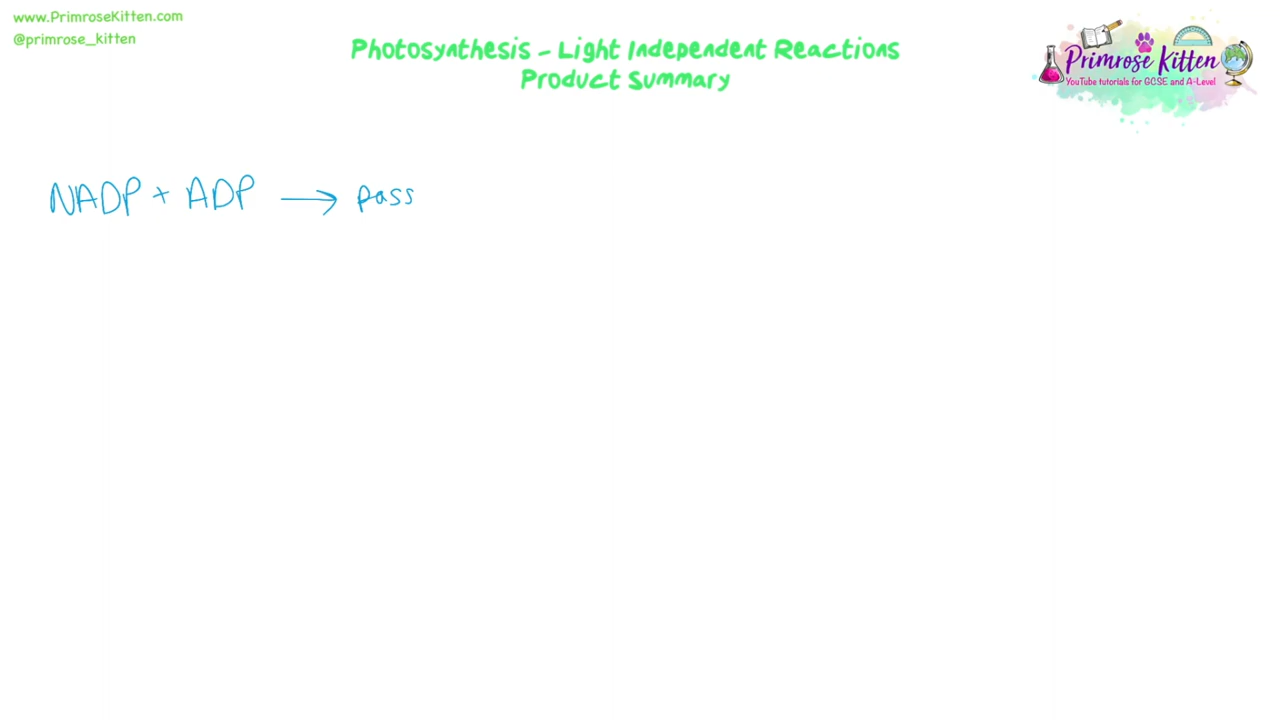 www.PrimroseKitten.com
@primrose_kitten
Photosynthesis - Light Independent Reactions
Product Summary
Primrose Kitten
YouTube tutorials for GCSE and A-Level
NADP + ADP → pass